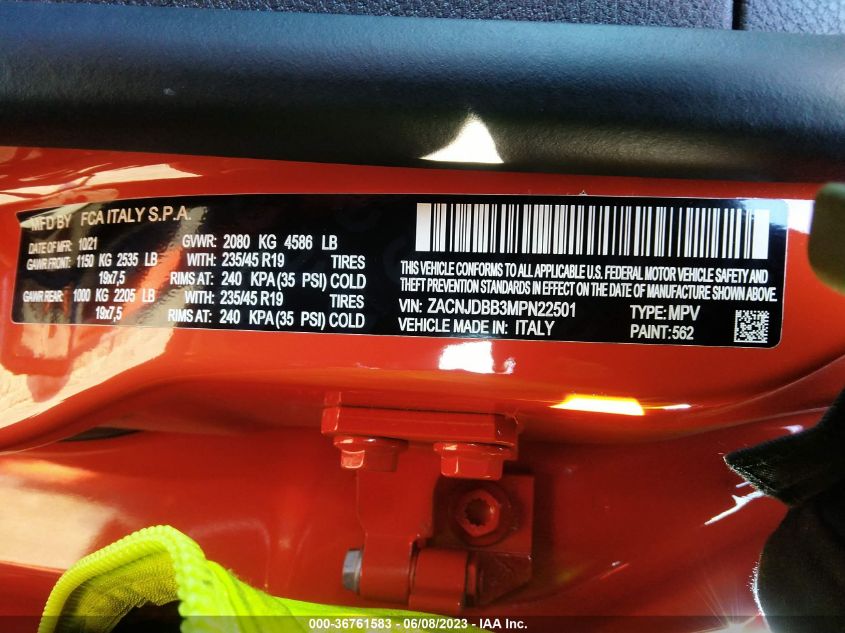 MFD BY FCA ITALY S.P.A.
DATE OF MFR: 10/21 GVWR: 2080 KG 4586 LB
GAWR FRONT: 1150 KG 2535 LB WITH: 235/45 R19 TIRES
19x7,5 RIMS AT: 240 KPA (35 PSI) COLD
GAWR REAR: 1000 KG 2205 LB WITH: 235/45 R19 TIRES
19x7,5 RIMS AT: 240 KPA (35 PSI) COLD
THIS VEHICLE CONFORMS TO ALL APPLICABLE U.S. FEDERAL MOTOR VEHICLE SAFETY AND
THEFT PREVENTION STANDARDS IN EFFECT ON THE DATE OF MANUFACTURE SHOWN ABOVE.
VIN: ZACNJDBB3MPN22501 TYPE: MPV
VEHICLE MADE IN: ITALY PAINT:562
000-36761583 - 06/08/2023 - IAA Inc.